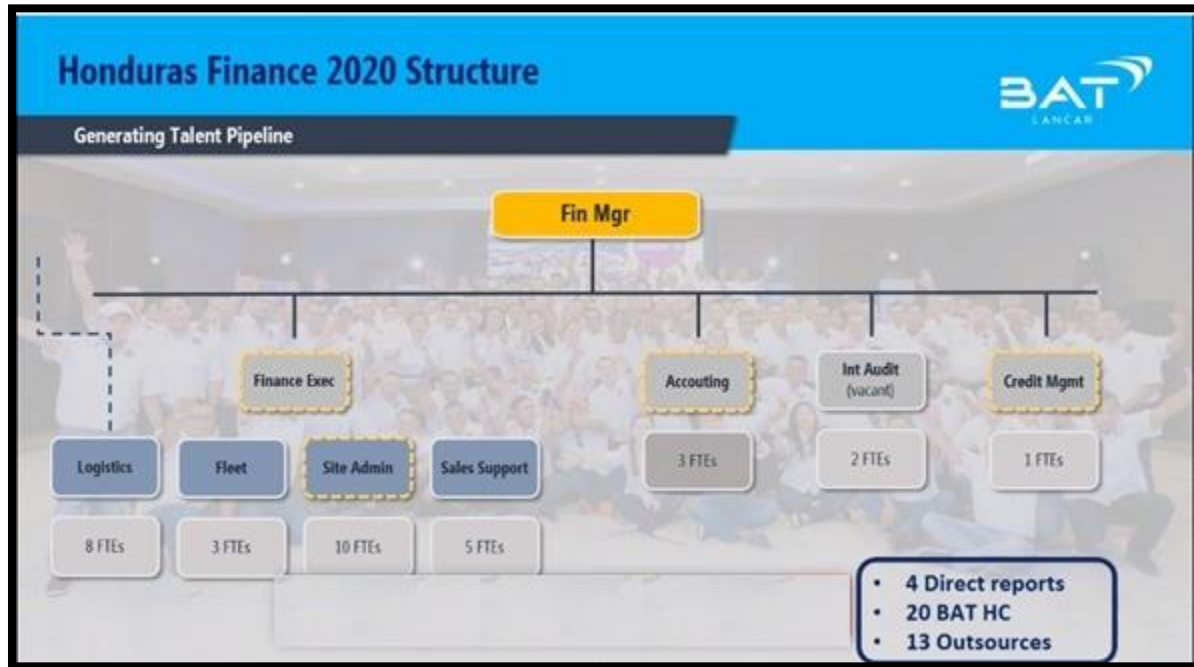 Honduras Finance 2020 Structure
BAT
LANCAR
Generating Talent Pipeline
Fin Mgr
Finance Exec
Accouting
Int Audit
(vacant)
Credit Mgmt
Logistics
Fleet
Site Admin
Sales Support
3 FTEs
2 FTEs
1 FTEs
8 FTEs
3 FTEs
10 FTEs
5 FTEs
• 4 Direct reports
• 20 BAT HC
• 13 Outsources